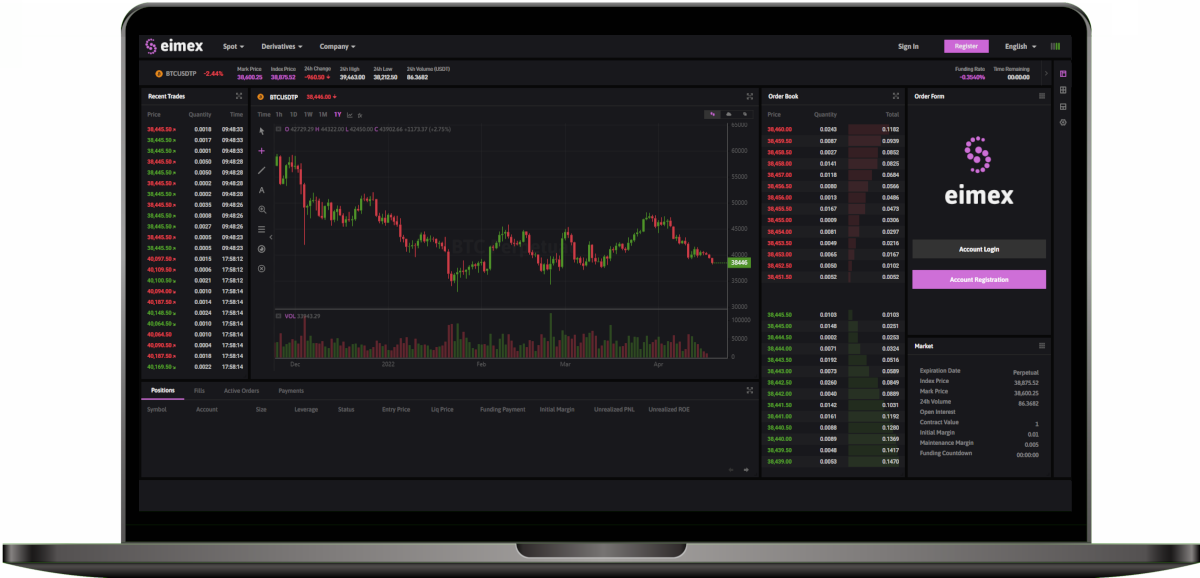 eimex Spot Derivatives Company Sign In Register English
BTCUSDTP -2.44% Mark Price 38,600.25 Index Price 38,875.52 24h Change -960.50 24h High 39,463.00 24h Low 38,212.50 24h Volume (USDT) 86.3682 Funding Rate -0.3540% Time Remaining 00:00:00
Recent Trades
Price Quantity Time
38,445.50 0.0018 09:48:33
38,445.50 0.0017 09:48:33
38,445.50 0.0001 09:48:33
38,445.50 0.0050 09:48:28
38,445.50 0.0050 09:48:28
38,445.50 0.0002 09:48:28
38,445.50 0.0002 09:48:28
38,445.50 0.0035 09:48:26
38,445.50 0.0008 09:48:26
38,445.50 0.0027 09:48:26
38,445.50 0.0005 09:48:23
38,445.50 0.0005 09:48:23
40,097.50 0.0015 17:58:12
40,109.50 0.0006 17:58:12
40,100.50 0.0021 17:58:12
40,094.00 0.0010 17:58:14
40,187.50 0.0014 17:58:14
40,148.50 0.0024 17:58:14
40,064.50 0.0010 17:58:14
40,064.50 0.0010 17:58:14
40,090.50 0.0004 17:58:14
40,187.50 0.0018 17:58:14
40,169.50 0.0022 17:58:14
BTCUSDTP 38,446.00
Time 1h 1D 1W 1M 1Y
O 42729.29 H 44322.00 L 42450.00 C 43902.66 +1173.37 (+2.75%)
65000
60000
55000
50000
45000
40000
38446
35000
30000
VOL 33943.29
100000
50000
0
Dec 2022 Feb Mar Apr
Order Book
Price Quantity Total
38,460.00 0.0243 0.1182
38,459.50 0.0087 0.0939
38,458.50 0.0027 0.0852
38,458.00 0.0141 0.0825
38,457.00 0.0118 0.0684
38,456.50 0.0080 0.0566
38,456.00 0.0013 0.0486
38,455.50 0.0167 0.0473
38,455.00 0.0009 0.0306
38,454.00 0.0081 0.0297
38,453.50 0.0049 0.0216
38,453.00 0.0065 0.0167
38,452.50 0.0050 0.0102
38,451.50 0.0052 0.0052
38,445.50 0.0103 0.0103
38,445.00 0.0148 0.0251
38,444.50 0.0002 0.0253
38,444.00 0.0071 0.0324
38,443.50 0.0192 0.0516
38,443.00 0.0073 0.0589
38,442.50 0.0260 0.0849
38,442.00 0.0040 0.0889
38,441.50 0.0142 0.1031
38,441.00 0.0161 0.1192
38,440.50 0.0088 0.1280
38,440.00 0.0089 0.1369
38,439.50 0.0048 0.1417
38,439.00 0.0053 0.1470
Order Form
eimex
Account Login
Account Registration
Market
Expiration Date Perpetual
Index Price 38,875.52
Mark Price 38,600.25
24h Volume 86.3682
Open Interest
Contract Value 1
Initial Margin 0.01
Maintenance Margin 0.005
Funding Countdown 00:00:00
Positions Fills Active Orders Payments
Symbol Account Size Leverage Status Entry Price Liq Price Funding Payment Initial Margin Unrealized PNL Unrealized ROE